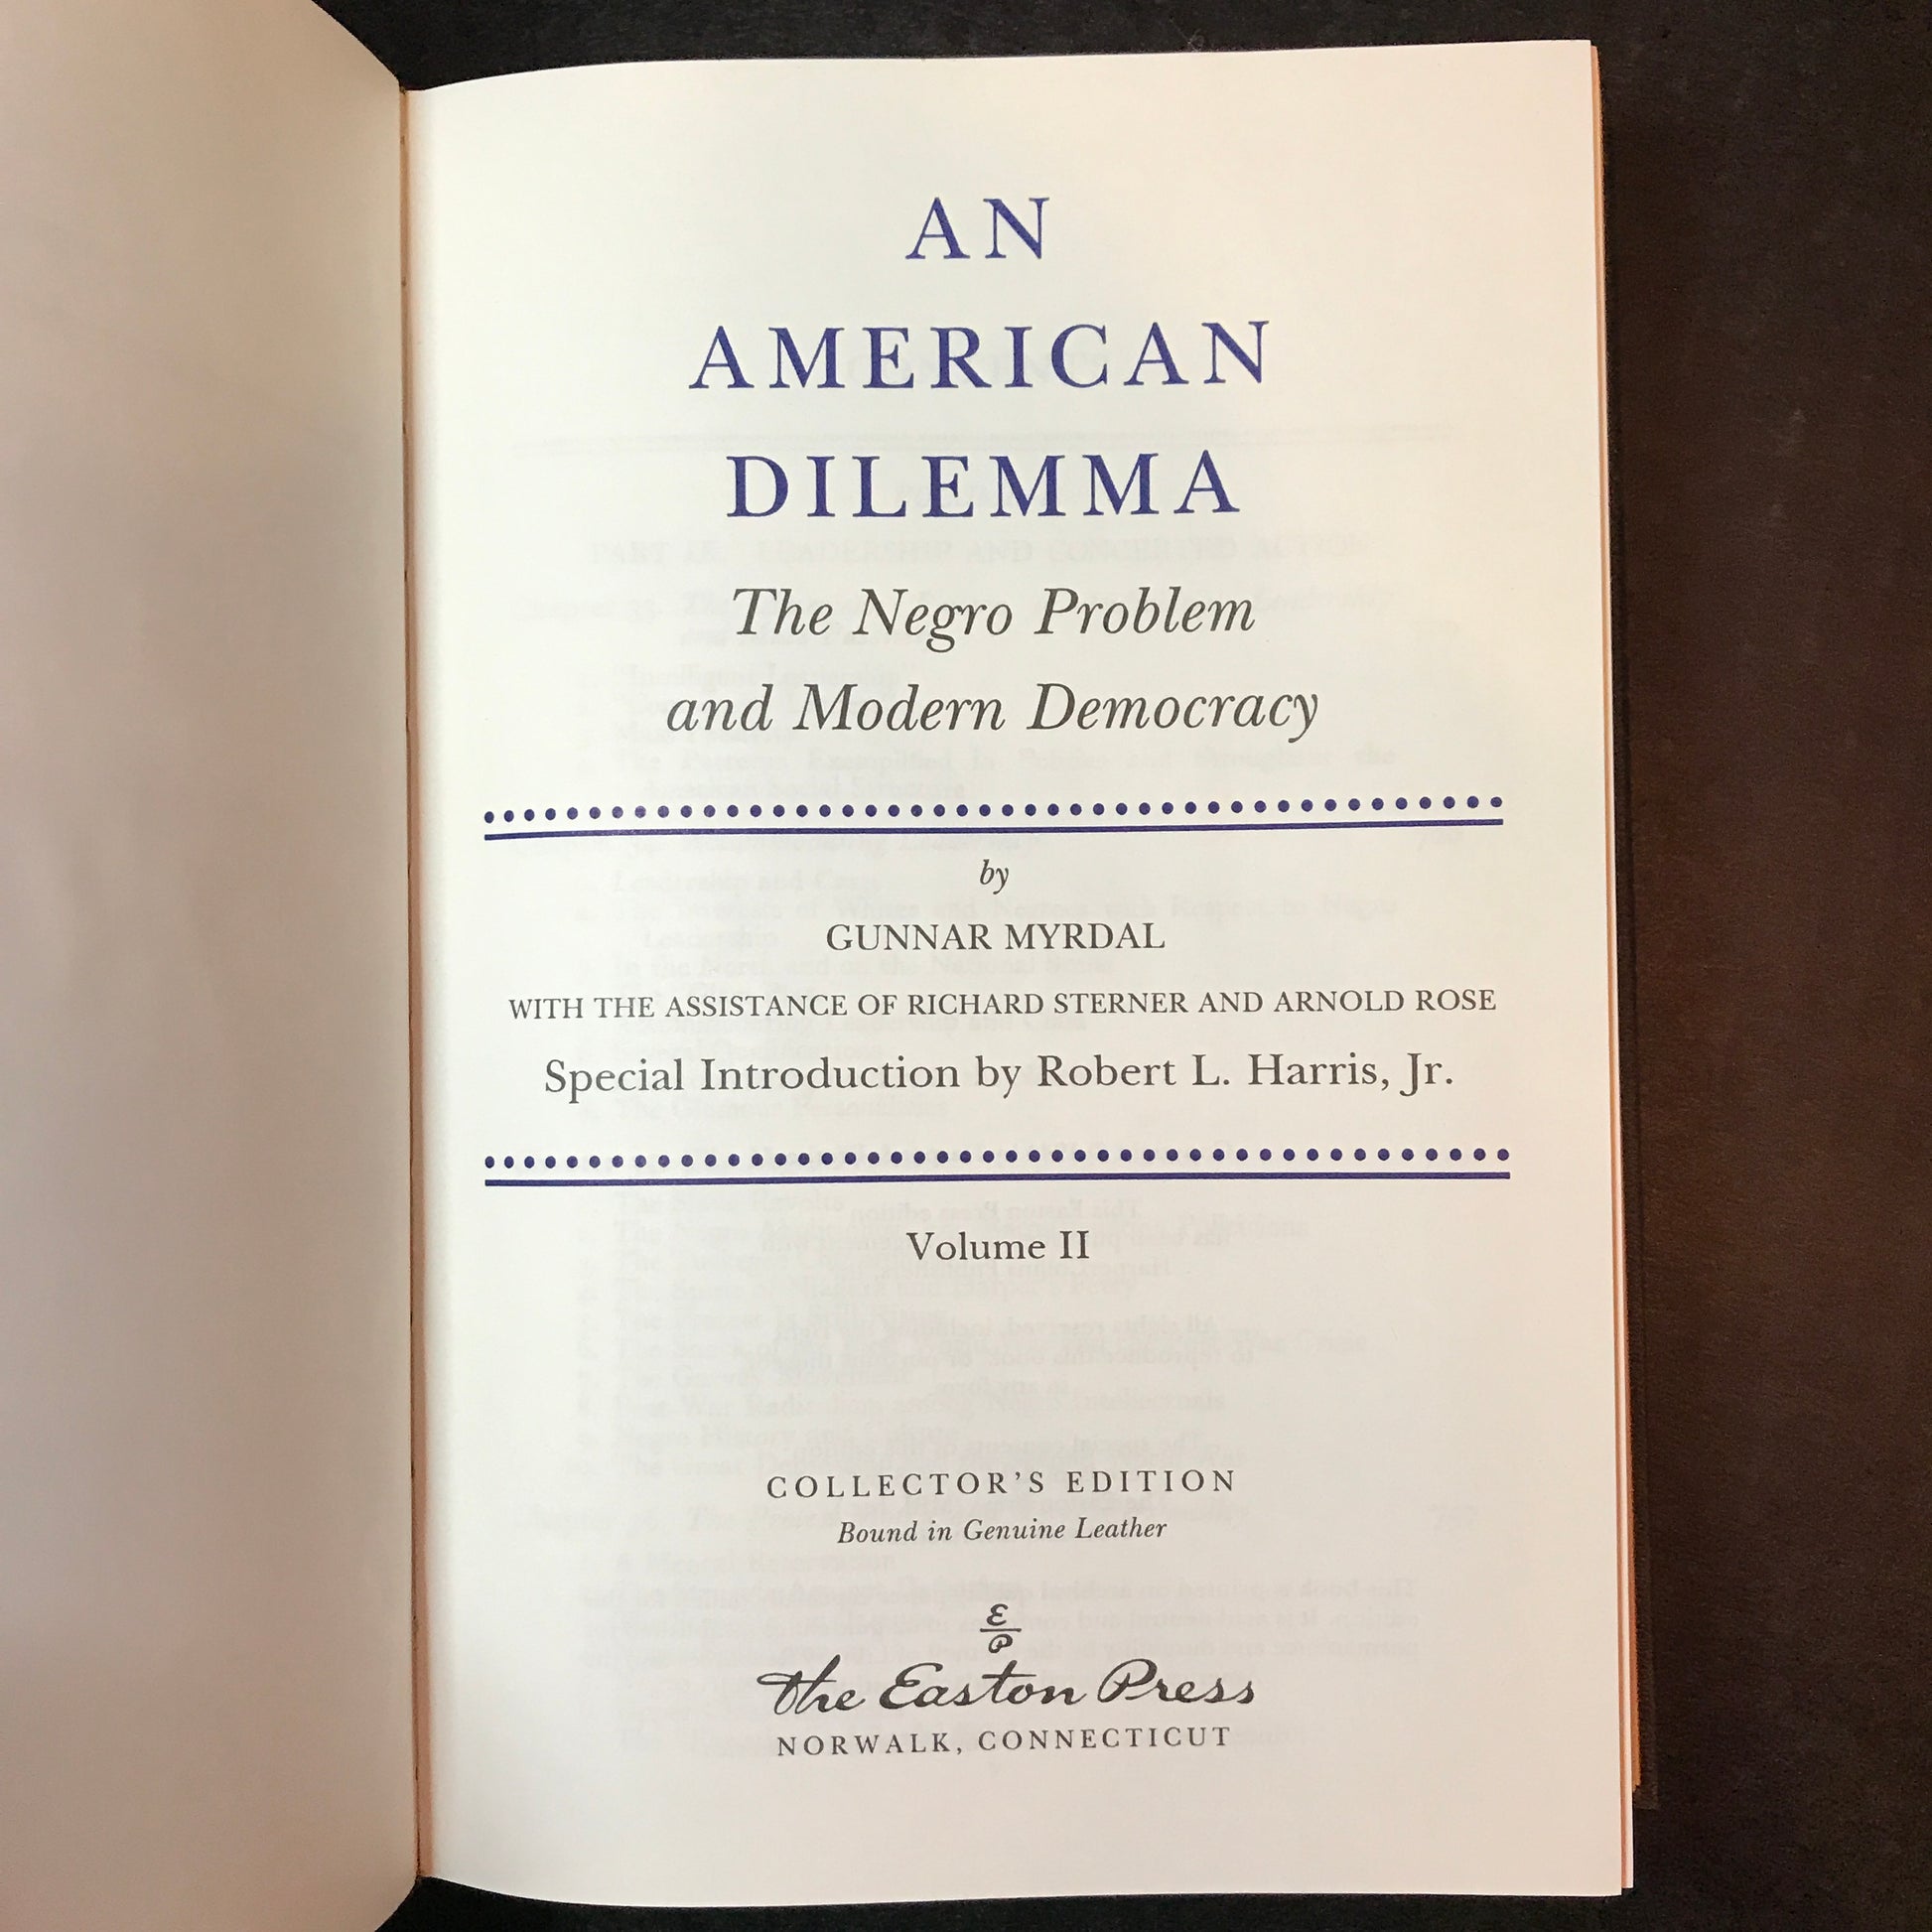 AN
AMERICAN
DILEMMA
The Negro Problem
and Modern Democracy
by
GUNNAR MYRDAL
WITH THE ASSISTANCE OF RICHARD STERNER AND ARNOLD ROSE
Special Introduction by Robert L. Harris, Jr.
Volume II
COLLECTOR'S EDITION
Bound in Genuine Leather
The Easton Press
NORWALK, CONNECTICUT